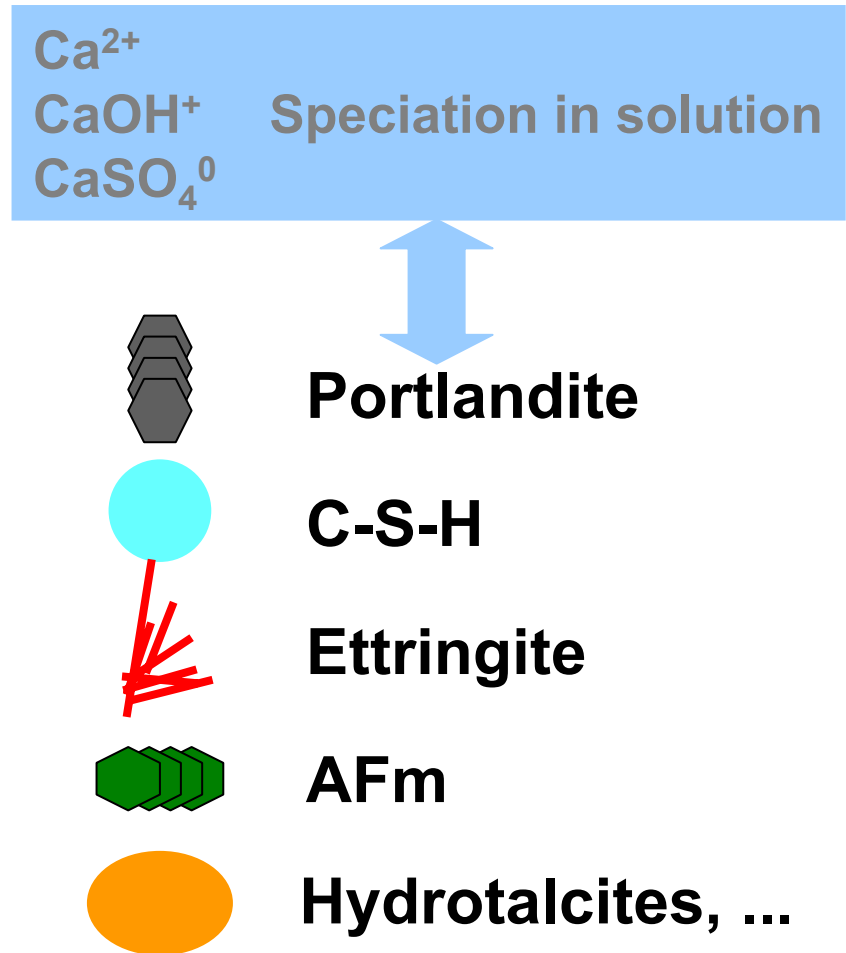 Ca²⁺
CaOH⁺ Speciation in solution
CaSO₄⁰
Portlandite
C-S-H
Ettringite
AFm
Hydrotalcites, ...